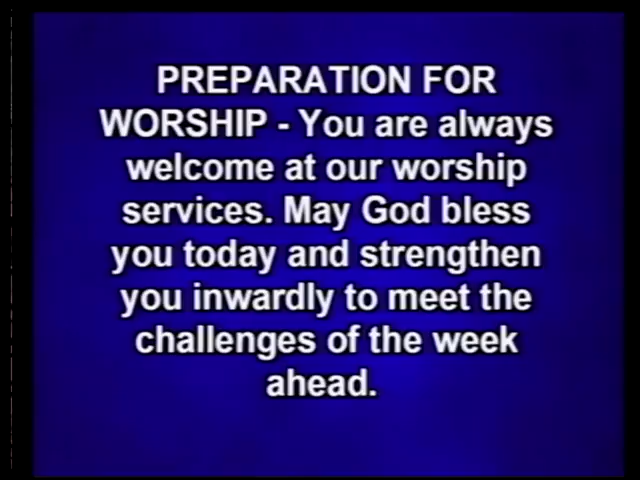 PREPARATION FOR
WORSHIP - You are always
welcome at our worship
services. May God bless
you today and strengthen
you inwardly to meet the
challenges of the week
ahead.